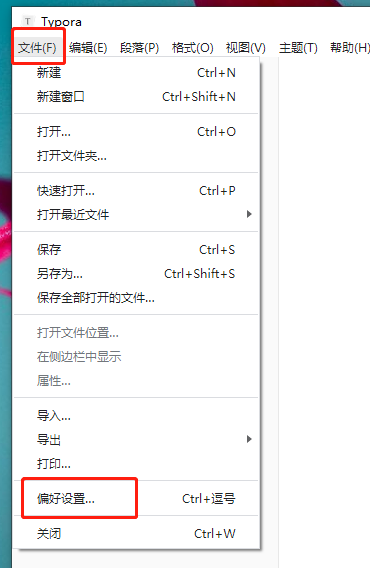 T Typora
文件(F) 编辑(E) 段落(P) 格式(O) 视图(V) 主题(T) 帮助(H)
新建 Ctrl+N
新建窗口 Ctrl+Shift+N
打开... Ctrl+O
打开文件夹...
快速打开... Ctrl+P
打开最近文件
保存 Ctrl+S
另存为... Ctrl+Shift+S
保存全部打开的文件...
打开文件位置...
在侧边栏中显示
属性...
导入...
导出
打印...
偏好设置... Ctrl+逗号
关闭 Ctrl+W